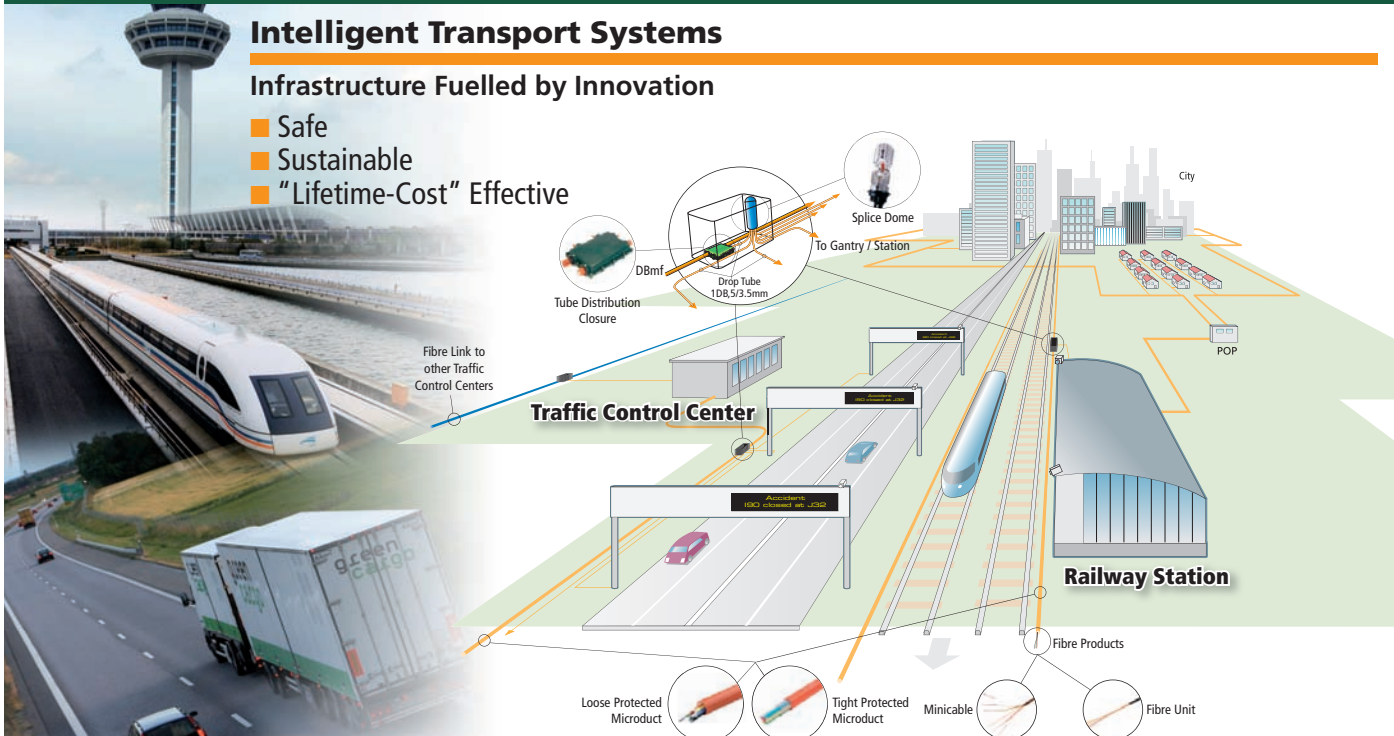 Intelligent Transport Systems
Infrastructure Fuelled by Innovation
Safe
Sustainable
"Lifetime-Cost" Effective
Splice Dome
City
To Gantry / Station
DBmf
Drop Tube
1DB,5/3.5mm
Tube Distribution
Closure
POP
Fibre Link to
other Traffic
Control Centers
Traffic Control Center
Accident
190 closed at J32
Accident
190 closed at J32
green
cargo
Railway Station
Fibre Products
Loose Protected
Microduct
Tight Protected
Microduct
Minicable
Fibre Unit